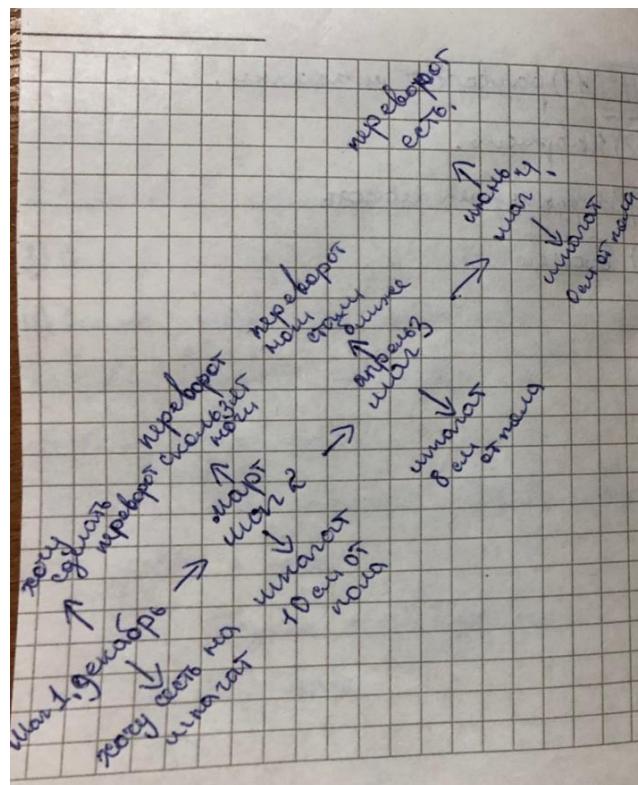 Шаг 1, декабрь
хочу
сделать
переворот
хочу сесть на
шпагат
март
шаг 2
переворот
скользят
ноги
шпагат
10 см от
пола
апрель
шаг 3
переворот
ноги стали
ближе
шпагат
8 см
от пола
июнь
шаг 4,
переворот
есть,
шпагат
0 см от пола